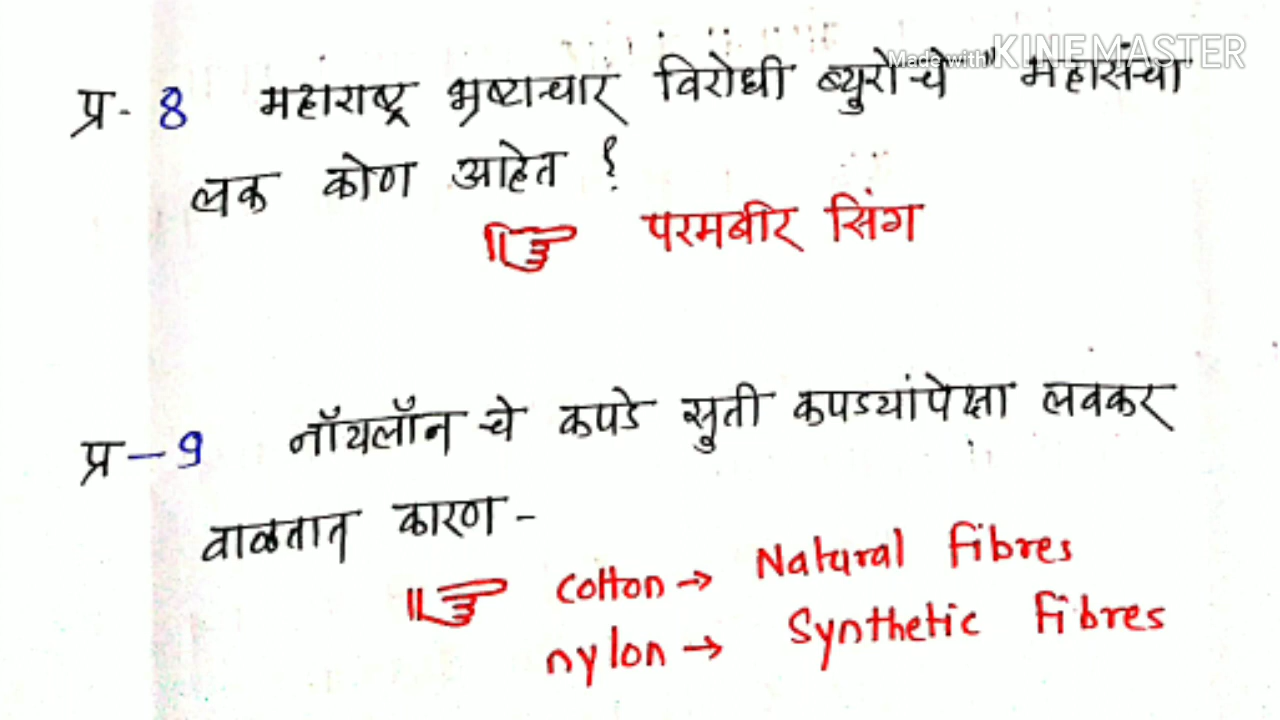 Made with KINEMASTER
प्र- 8 महाराष्ट्र भ्रष्टाचार विरोधी ब्युरोचे " महासंचा
लक कोण आहेत ?
परमबीर सिंग
प्र-9 नॉयलॉन चे कपडे सुती कपड्यांपेक्षा लवकर
वाळतात कारण -
Cotton → Natural Fibres
nylon → Synthetic Fibres